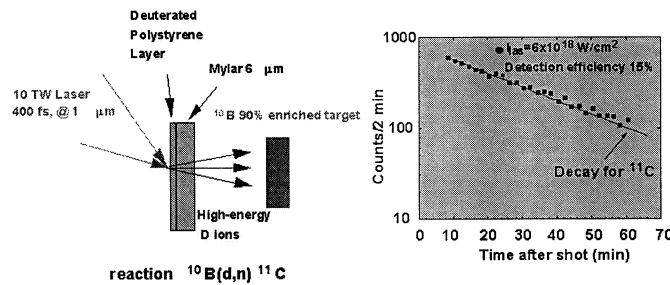 Deuterated
Polystyrene
Layer
Mylar 6 µm
10 TW Laser
400 fs, @ 1 µm
¹⁰B 90% enriched target
High-energy
D ions
reaction ¹⁰B(d,n) ¹¹C
1000
100
10
Counts/2 min
I_las=6x10¹⁸ W/cm²
Detection efficiency 15%
Decay for ¹¹C
0 10 20 30 40 50 60 70
Time after shot (min)